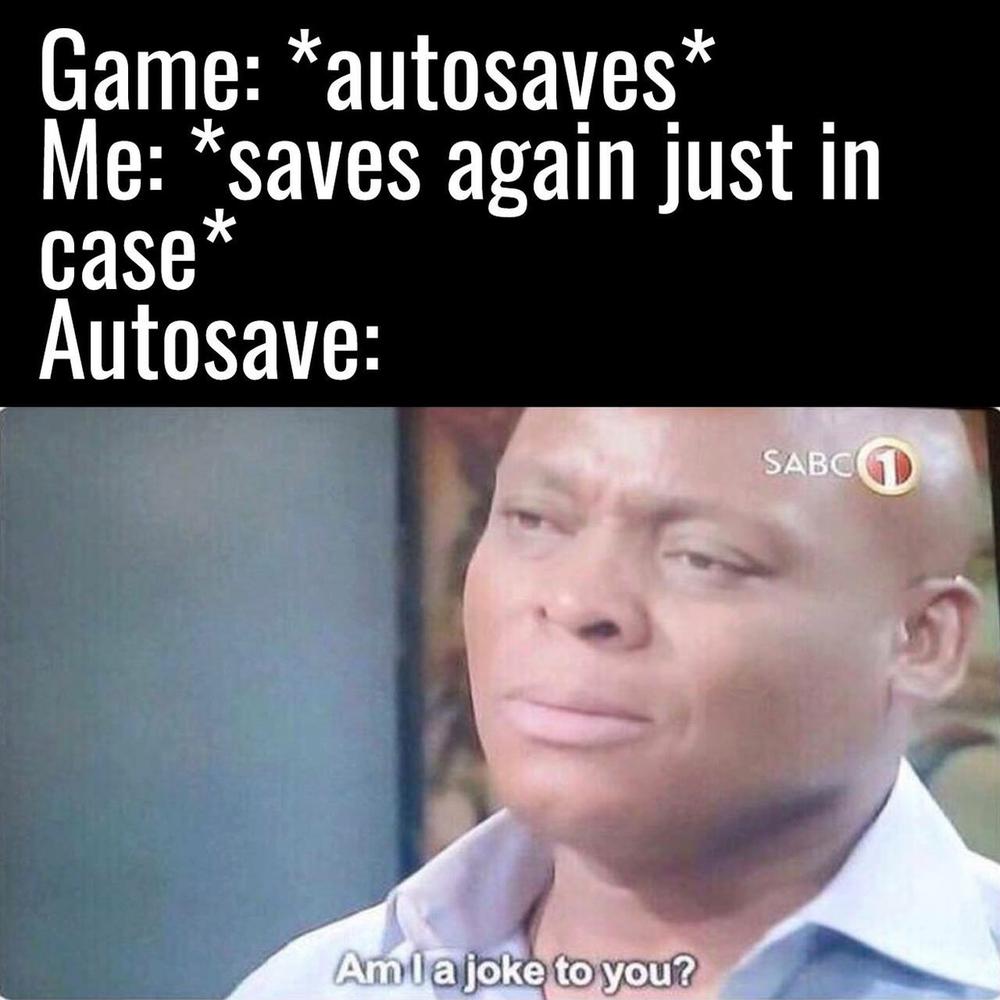 Game: *autosaves*
Me: *saves again just in
case*
Autosave:
SABC 1
Am I a joke to you?